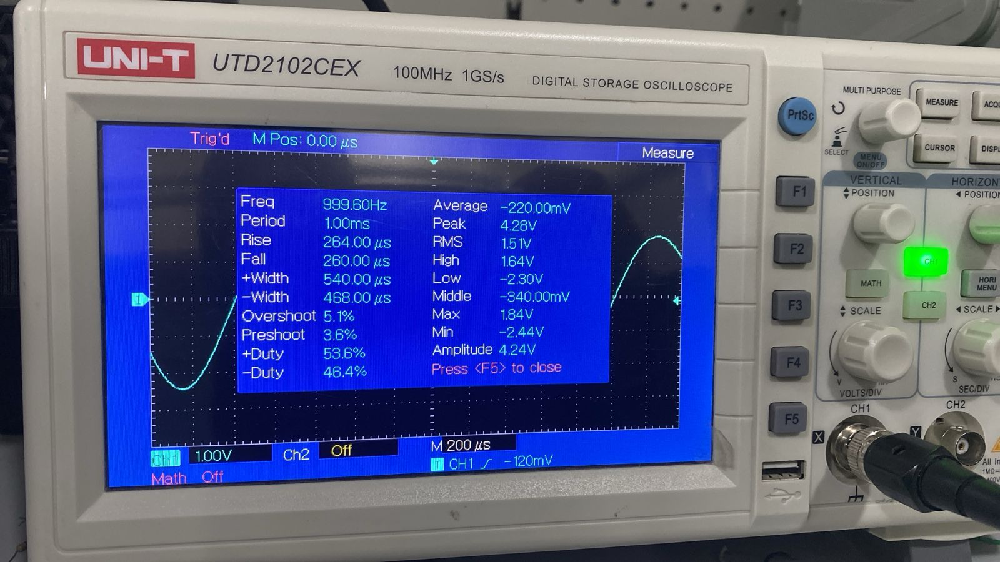 UNI-T UTD2102CEX 100MHz 1GS/s DIGITAL STORAGE OSCILLOSCOPE
Trig'd M Pos: 0.00 μs
Measure
Freq 999.60Hz Average -220.00mV
Period 1.00ms Peak 4.28V
Rise 264.00 μs RMS 1.51V
Fall 260.00 μs High 1.64V
+Width 540.00 μs Low -2.30V
-Width 468.00 μs Middle -340.00mV
Overshoot 5.1% Max 1.84V
Preshoot 3.6% Min -2.44V
+Duty 53.6% Amplitude 4.24V
-Duty 46.4% Press <F5> to close
1
Ch1 1.00V Ch2 Off M 200 μs
T CH1 -120mV
Math Off
PrtSc
F1
F2
F3
F4
F5
MULTI PURPOSE
SELECT
MENU
ON/OFF
MEASURE
CURSOR
VERTICAL
POSITION
CH1
MATH
CH2
SCALE
V
VOLTS/DIV
CH1
X
HORI
MENU
SCALE
S
SEC/DIV
CH2
Y